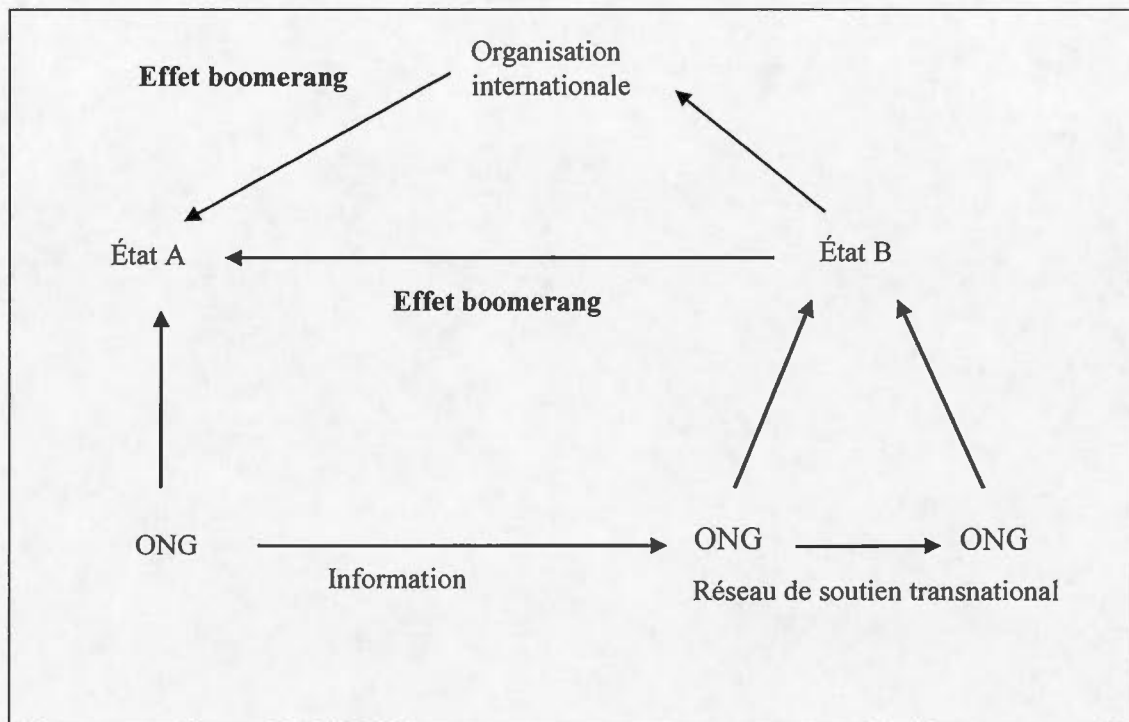 Organisation
internationale
Effet boomerang
État A
État B
Effet boomerang
ONG
ONG
ONG
Information
Réseau de soutien transnational